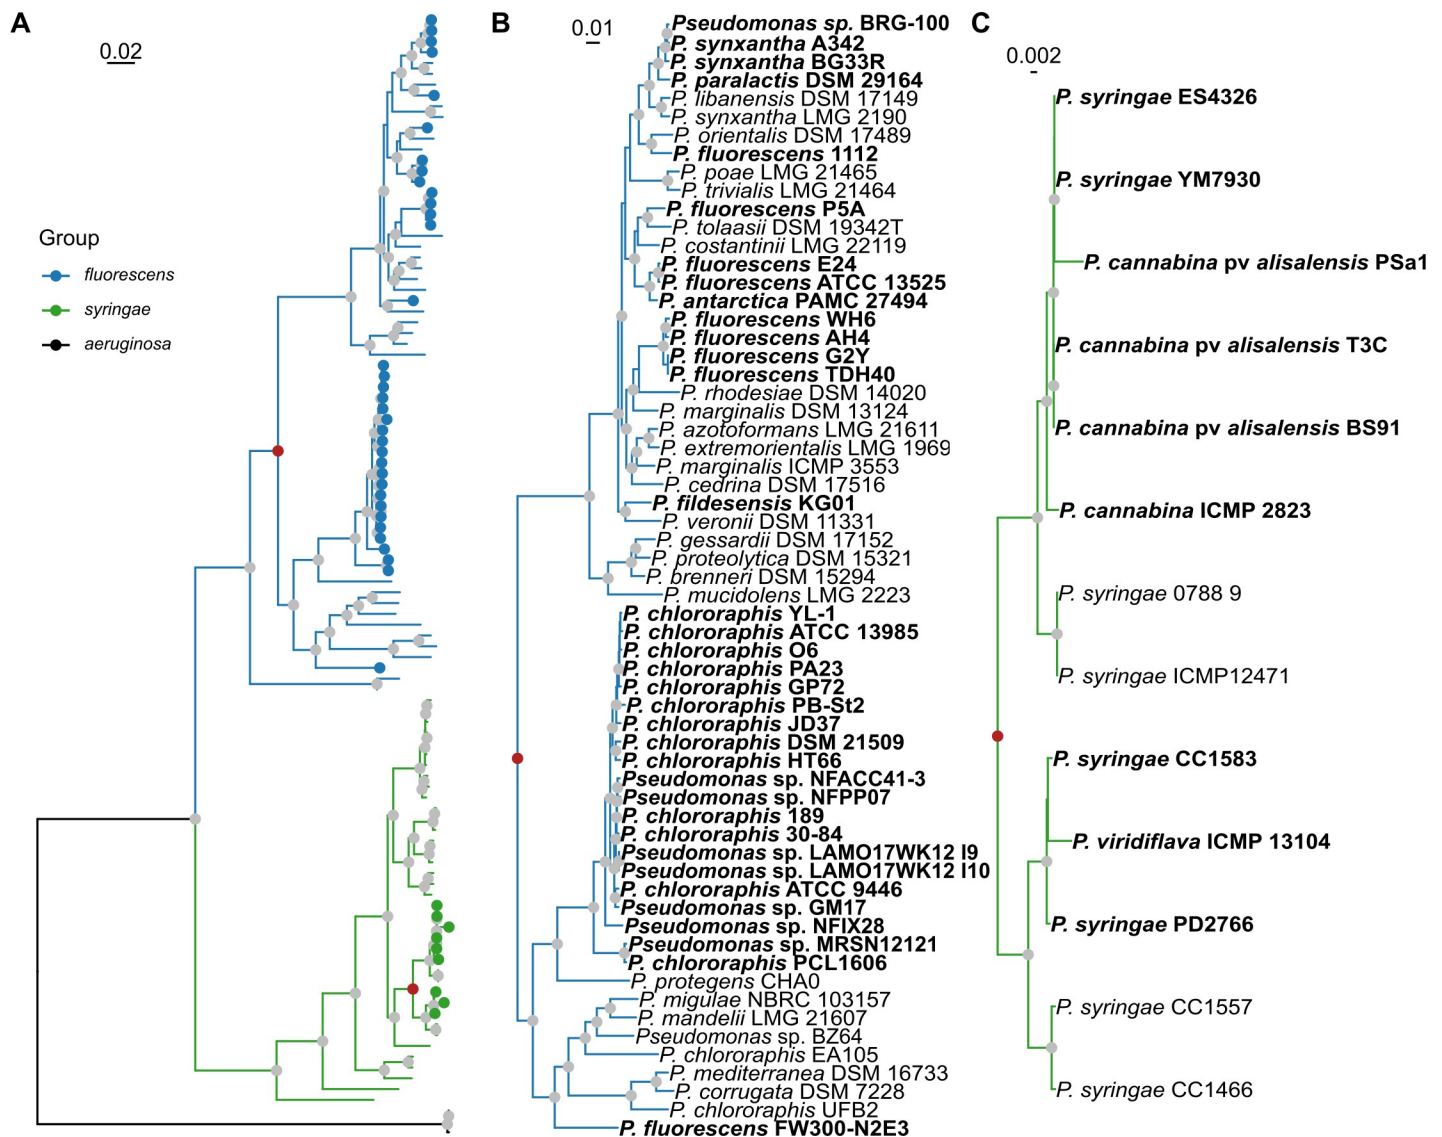 A
0.02
Group
fluorescens
syringae
aeruginosa
B
0.01
Pseudomonas sp. BRG-100
P. synxantha A342
P. synxantha BG33R
P. paralactis DSM 29164
P. libanensis DSM 17149
P. synxantha LMG 2190
P. orientalis DSM 17489
P. fluorescens 1112
P. poae LMG 21465
P. trivialis LMG 21464
P. fluorescens P5A
P. tolaasii DSM 19342T
P. costantinii LMG 22119
P. fluorescens E24
P. fluorescens ATCC 13525
P. antarctica PAMC 27494
P. fluorescens WH6
P. fluorescens AH4
P. fluorescens G2Y
P. fluorescens TDH40
P. rhodesiae DSM 14020
P. marginalis DSM 13124
P. azotoformans LMG 21611
P. extremorientalis LMG 1969
P. marginalis ICMP 3553
P. cedrina DSM 17516
P. fildesensis KG01
P. veronii DSM 11331
P. gessardii DSM 17152
P. proteolytica DSM 15321
P. brenneri DSM 15294
P. mucidolens LMG 2223
P. chlororaphis YL-1
P. chlororaphis ATCC 13985
P. chlororaphis O6
P. chlororaphis PA23
P. chlororaphis GP72
P. chlororaphis PB-St2
P. chlororaphis JD37
P. chlororaphis DSM 21509
P. chlororaphis HT66
Pseudomonas sp. NFACC41-3
Pseudomonas sp. NFPP07
P. chlororaphis 189
P. chlororaphis 30-84
Pseudomonas sp. LAMO17WK12 I9
Pseudomonas sp. LAMO17WK12 I10
P. chlororaphis ATCC 9446
Pseudomonas sp. GM17
Pseudomonas sp. NFIX28
Pseudomonas sp. MRSN12121
P. chlororaphis PCL1606
P. protegens CHA0
P. migulae NBRC 103157
P. mandelii LMG 21607
Pseudomonas sp. BZ64
P. chlororaphis EA105
P. mediterranea DSM 16733
P. corrugata DSM 7228
P. chlororaphis UFB2
P. fluorescens FW300-N2E3
C
0.002
P. syringae ES4326
P. syringae YM7930
P. cannabina pv alisalensis PSa1
P. cannabina pv alisalensis T3C
P. cannabina pv alisalensis BS91
P. cannabina ICMP 2823
P. syringae 0788 9
P. syringae ICMP12471
P. syringae CC1583
P. viridiflava ICMP 13104
P. syringae PD2766
P. syringae CC1557
P. syringae CC1466